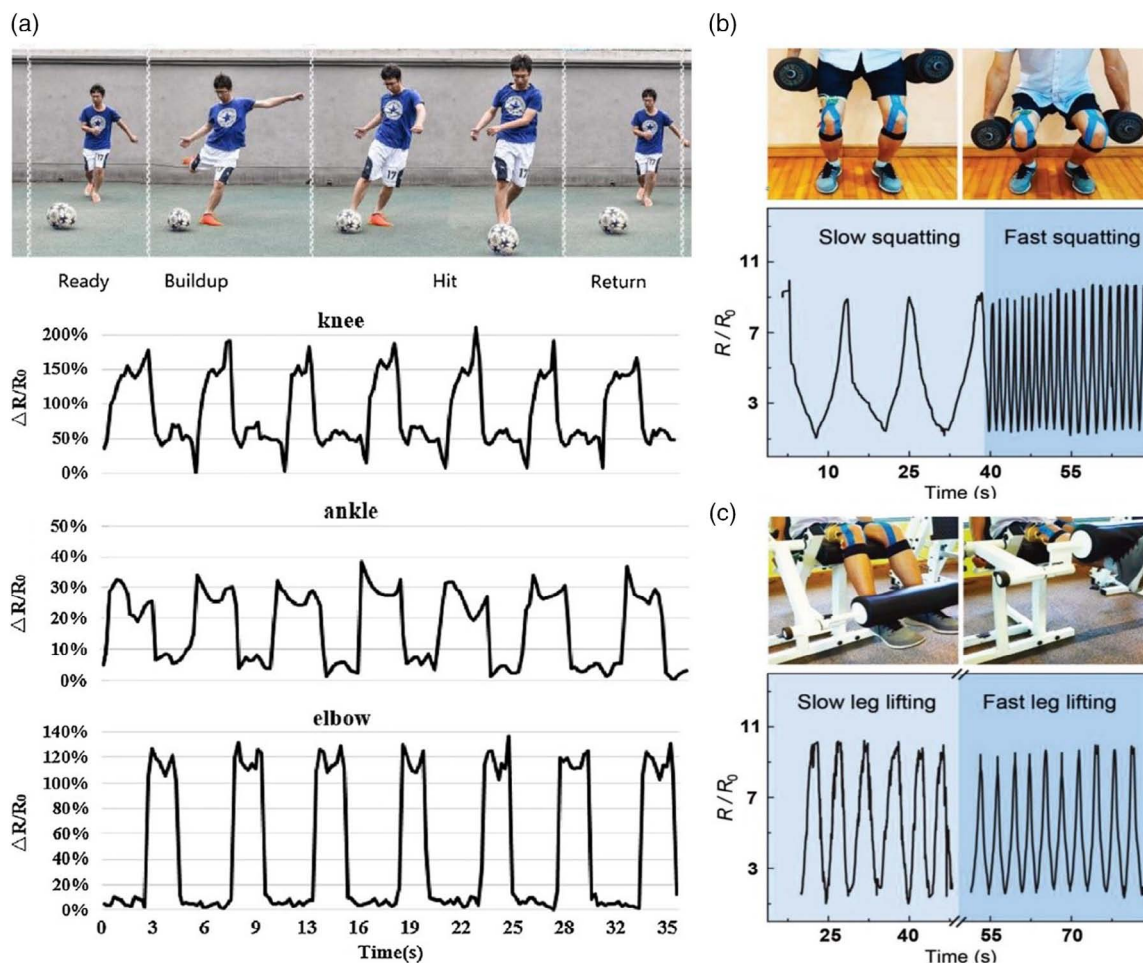 (a)
Ready Buildup Hit Return
knee
200%
150%
100%
50%
0%
△R/R₀
ankle
50%
40%
30%
20%
10%
0%
△R/R₀
elbow
140%
120%
100%
80%
60%
40%
20%
0%
△R/R₀
0 3 6 9 13 16 19 22 25 28 32 35
Time(s)
(b)
Slow squatting Fast squatting
11
7
3
R / R₀
10 25 40 55
Time (s)
(c)
Slow leg lifting Fast leg lifting
11
7
3
R / R₀
25 40 55 70
Time (s)
17
17
17